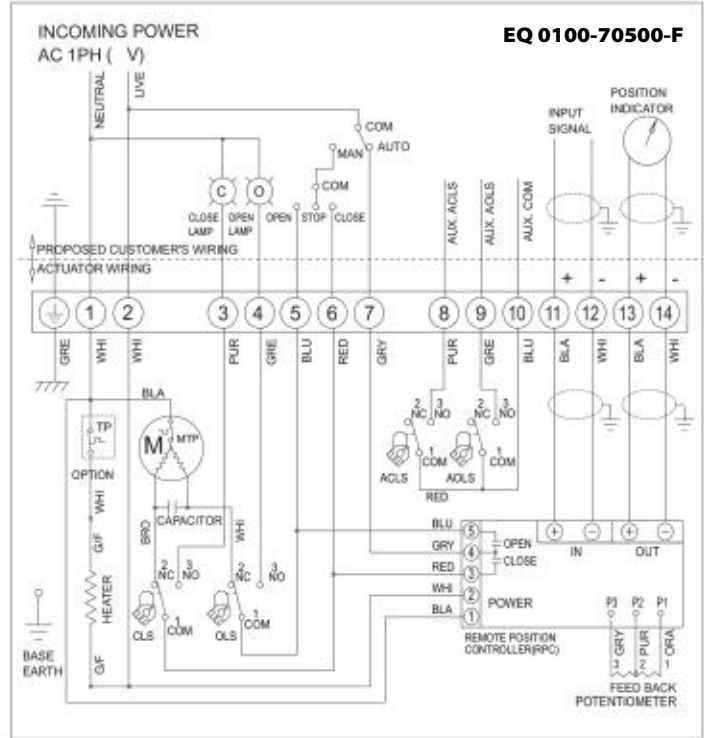 INCOMING POWER
AC 1PH ( V)
EQ 0100-70500-F
NEUTRAL
LIVE
POSITION
INDICATOR
INPUT
SIGNAL
COM
MAN
AUTO
COM
C
O
CLOSE
LAMP
OPEN
LAMP
OPEN
STOP
CLOSE
AUX. ACLS
AUX. AOLS
AUX. COM
PROPOSED CUSTOMER'S WIRING
ACTUATOR WIRING
+ - + -
1 2 3 4 5 6 7 8 9 10 11 12 13 14
GRE WHI WHI PUR GRE BLU RED GRY PUR GRE BLU BLA WHI BLA WHI
BLA
TP
OPTION
M
MTP
2 NC
3 NO
1 COM
ACLS
2 NC
3 NO
1 COM
AOLS
RED
WHI
G/F
HEATER
G/F
BASE
EARTH
CAPACITOR
BRO
WHI
2 NC
3 NO
1 COM
CLS
2 NC
3 NO
1 COM
OLS
BLU 5
GRY 4
RED 3
WHI 2
BLA 1
OPEN
CLOSE
POWER
+ - + -
IN
OUT
P3 P2 P1
REMOTE POSITION
CONTROLLER(RPC)
GRY
PUR
ORA
3 2 1
FEED BACK
POTENTIOMETER